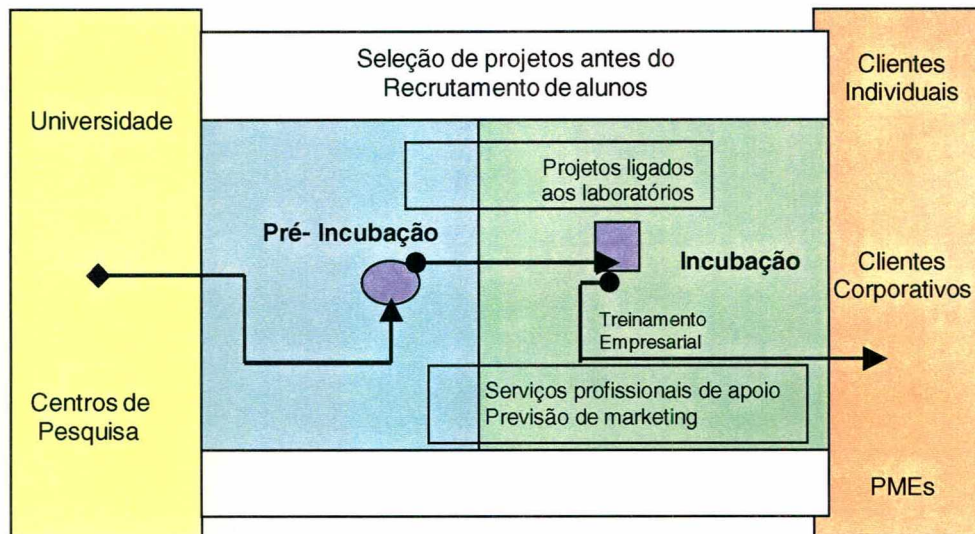 Seleção de projetos antes do
Recrutamento de alunos
Universidade
Centros de
Pesquisa
Pré- Incubação
Projetos ligados
aos laboratórios
Incubação
Treinamento
Empresarial
Serviços profissionais de apoio
Previsão de marketing
Clientes
Individuais
Clientes
Corporativos
PMEs